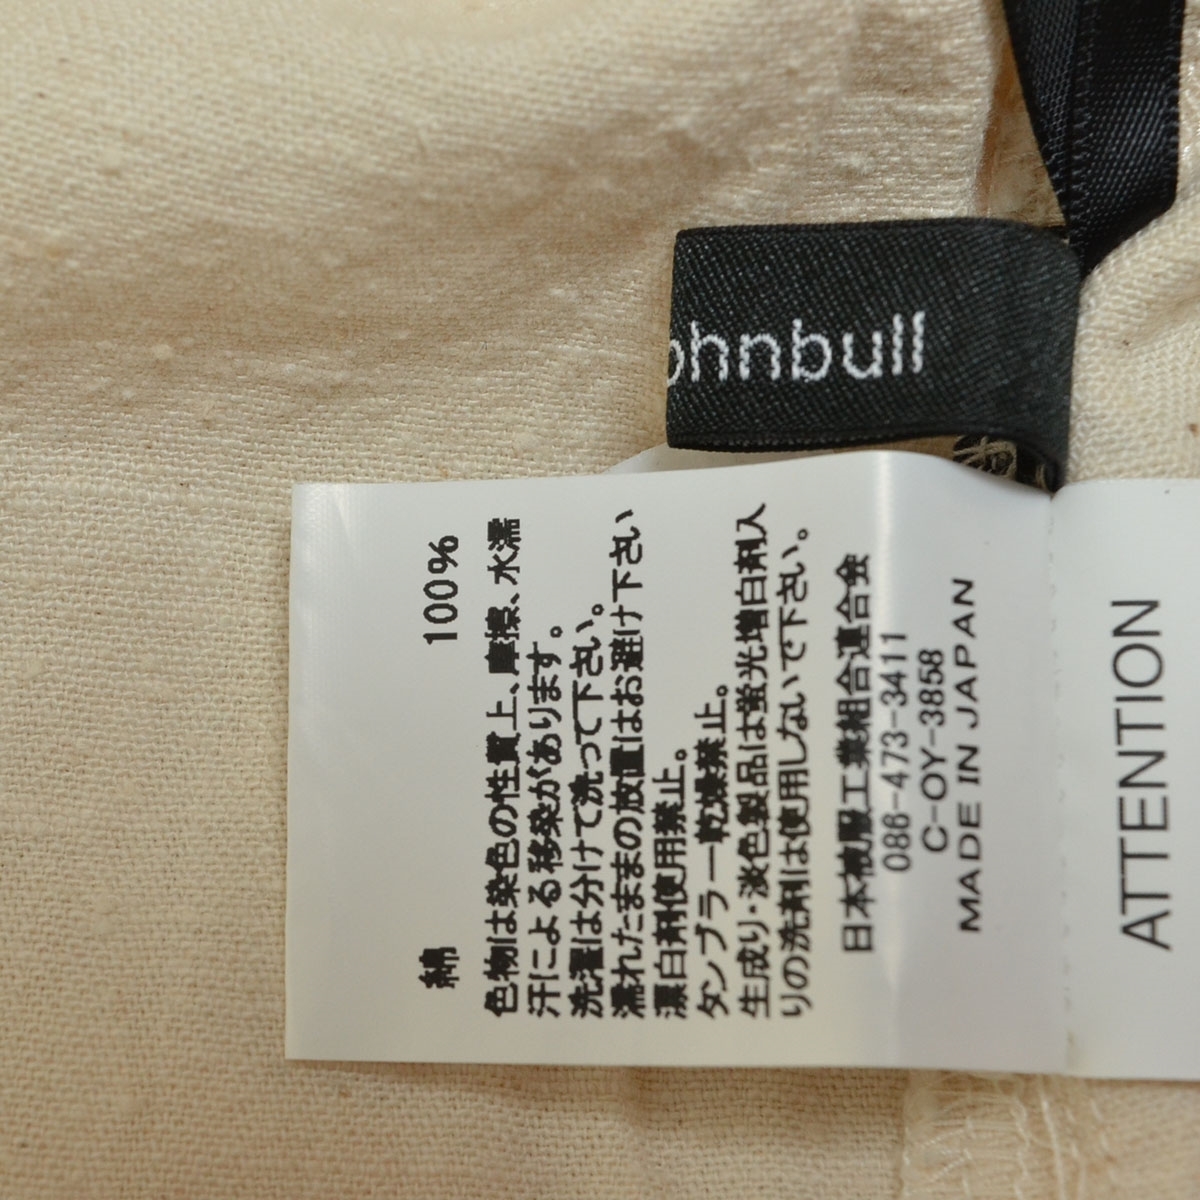 ohnbull
綿 100%
色物は染色の性質上、摩擦、水濡
汗による移染があります。
洗濯は分けて洗って下さい。
濡れたままの放置はお避け下さい
漂白剤使用禁止。
タンブラー乾燥禁止。
生成り・淡色製品は蛍光増白剤入
りの洗剤は使用しないで下さい。
日本被服工業組合連合会
086-473-3411
C-OY-3858
MADE IN JAPAN
ATTENTION